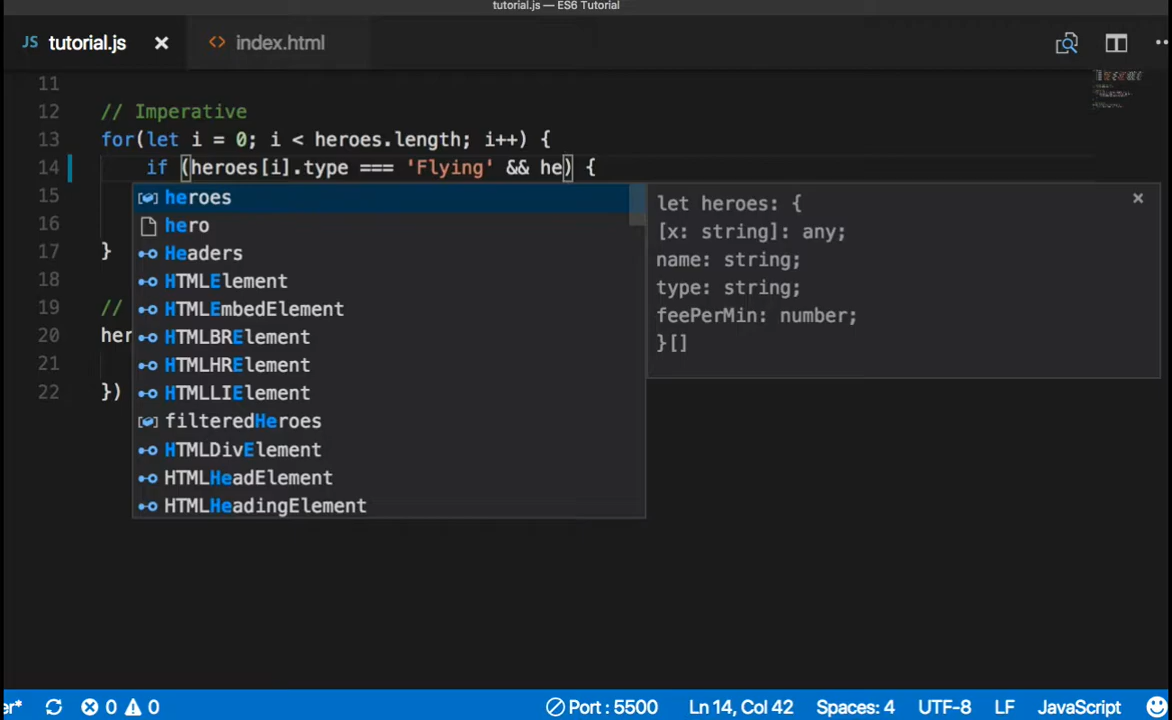 tutorial.js — ES6 Tutorial
JS tutorial.js × <> index.html
11
12 // Imperative
13 for(let i = 0; i < heroes.length; i++) {
14 if (heroes[i].type === 'Flying' && he) {
15
16
17 }
18
19 //
20 her
21
22 })
heroes
hero
Headers
HTMLElement
HTMLEmbedElement
HTMLBRElement
HTMLHRElement
HTMLLIElement
filteredHeroes
HTMLDivElement
HTMLHeadElement
HTMLHeadingElement
let heroes: {
[x: string]: any;
name: string;
type: string;
feePerMin: number;
}[]
er* 0 0 Port : 5500 Ln 14, Col 42 Spaces: 4 UTF-8 LF JavaScript